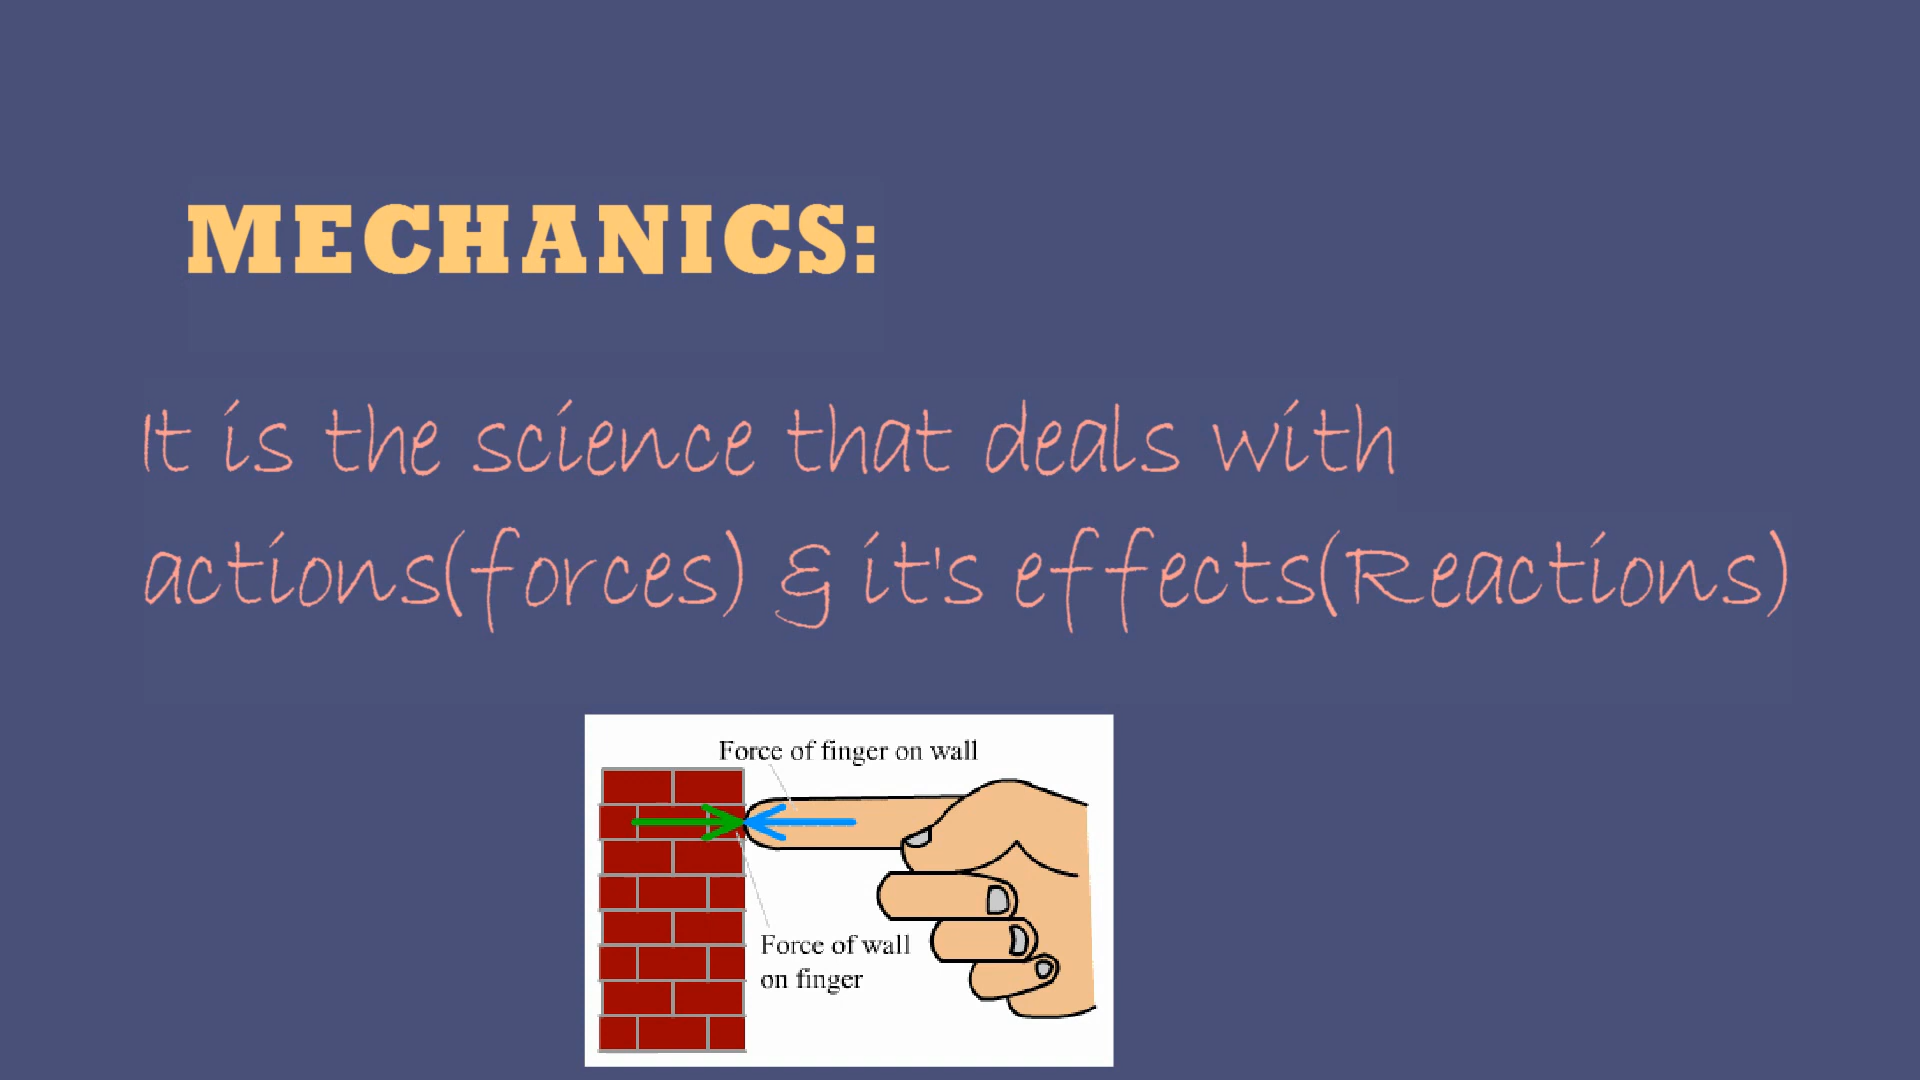 MECHANICS:
It is the science that deals with
actions(forces) & it's effects(Reactions)
Force of finger on wall
Force of wall
on finger